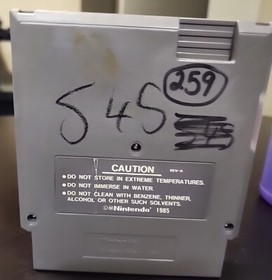 259
545
CAUTION REV-A
• DO NOT STORE IN EXTREME TEMPERATURES.
• DO NOT IMMERSE IN WATER.
• DO NOT CLEAN WITH BENZENE, THINNER,
ALCOHOL OR OTHER SUCH SOLVENTS.
©®Nintendo® 1985